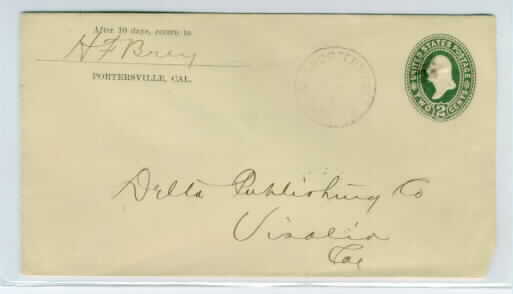 After 10 days, return to
H F Brey
PORTERSVILLE, CAL.
UNITED STATES POSTAGE
TWO 2 CENTS
Delta Publishing Co
Visalia
Cal